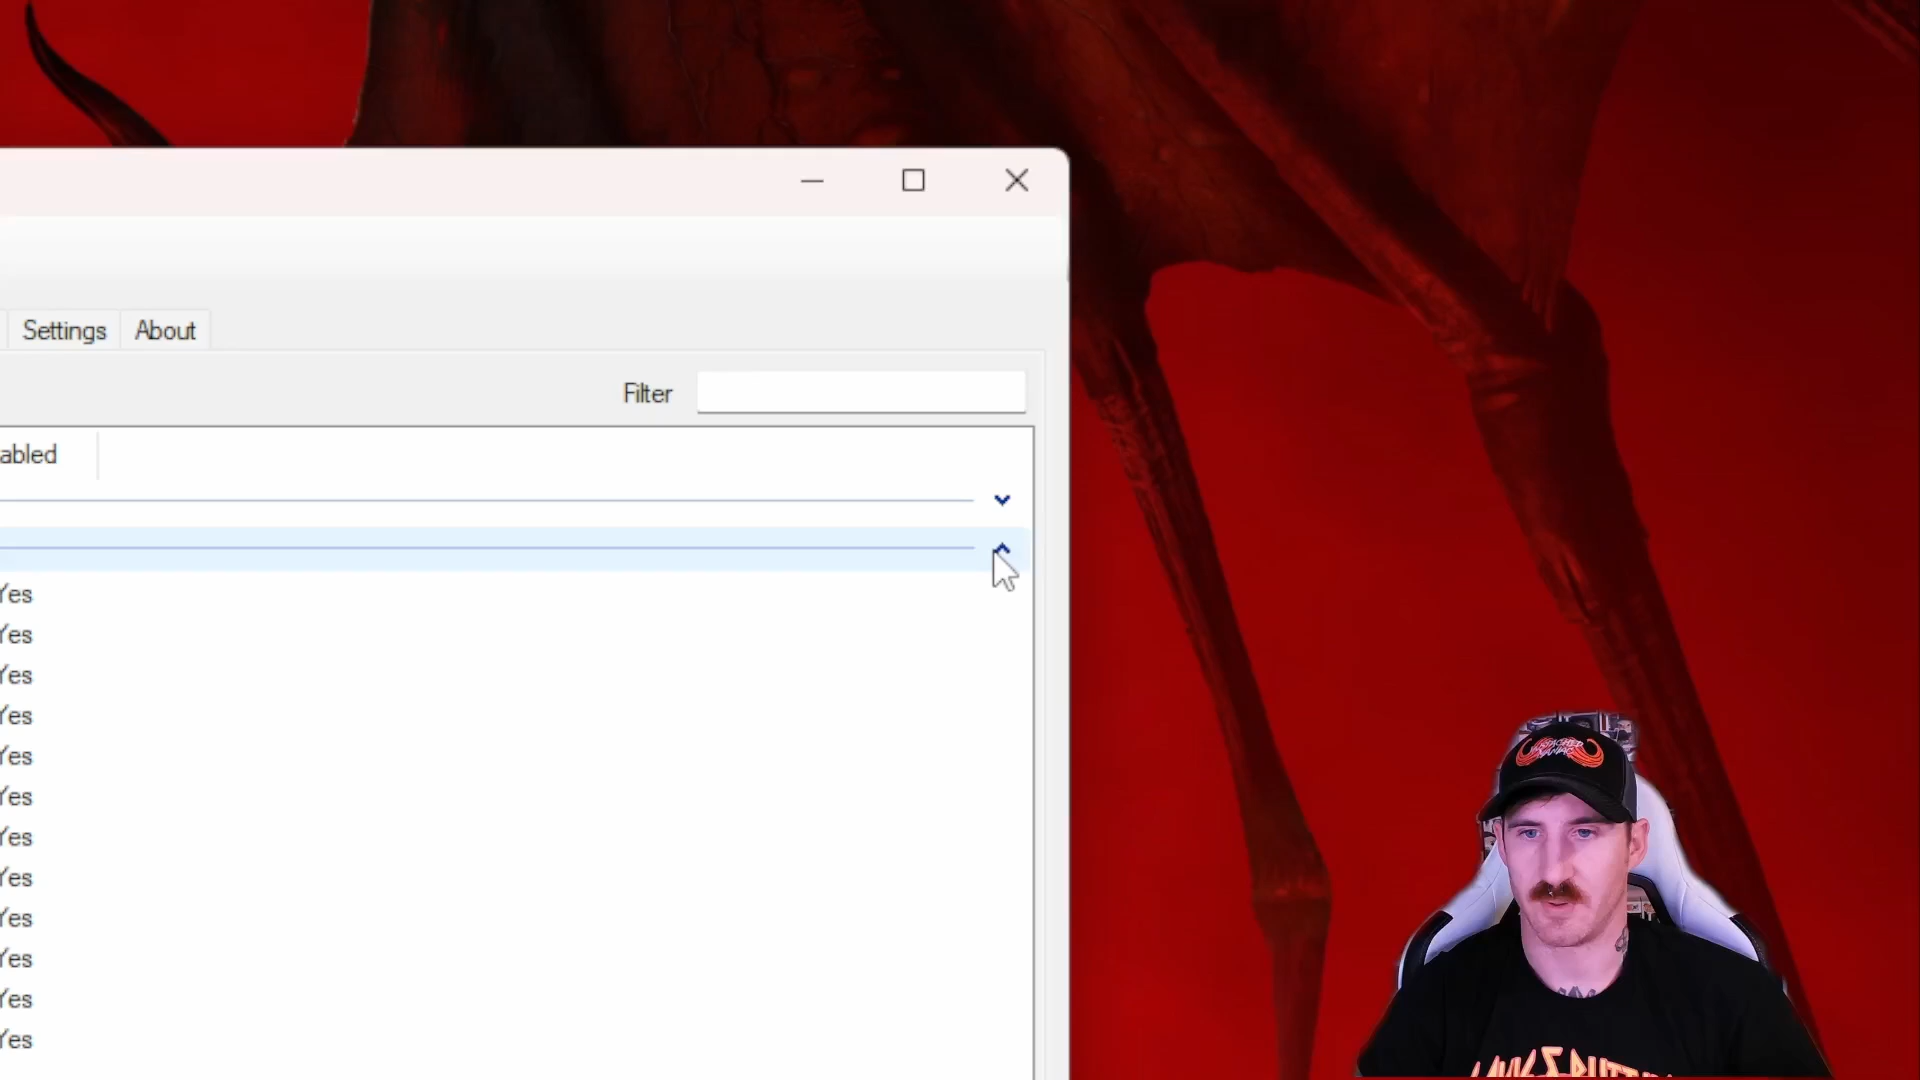 Settings About
Filter
abled
Yes
Yes
Yes
Yes
Yes
Yes
Yes
Yes
Yes
Yes
Yes
Yes